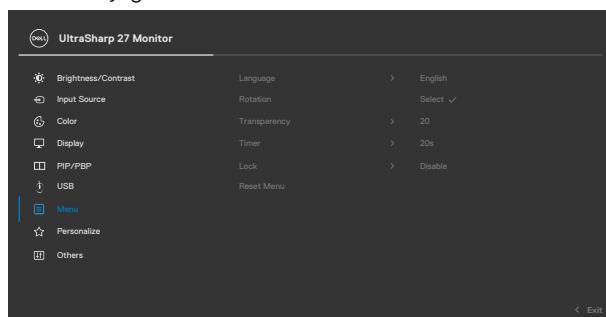 DELL UltraSharp 27 Monitor
Brightness/Contrast Language > English
Input Source Rotation Select ✓
Color Transparency > 20
Display Timer > 20s
PIP/PBP Lock > Disable
USB Reset Menu
Menu
Personalize
Others
< Exit